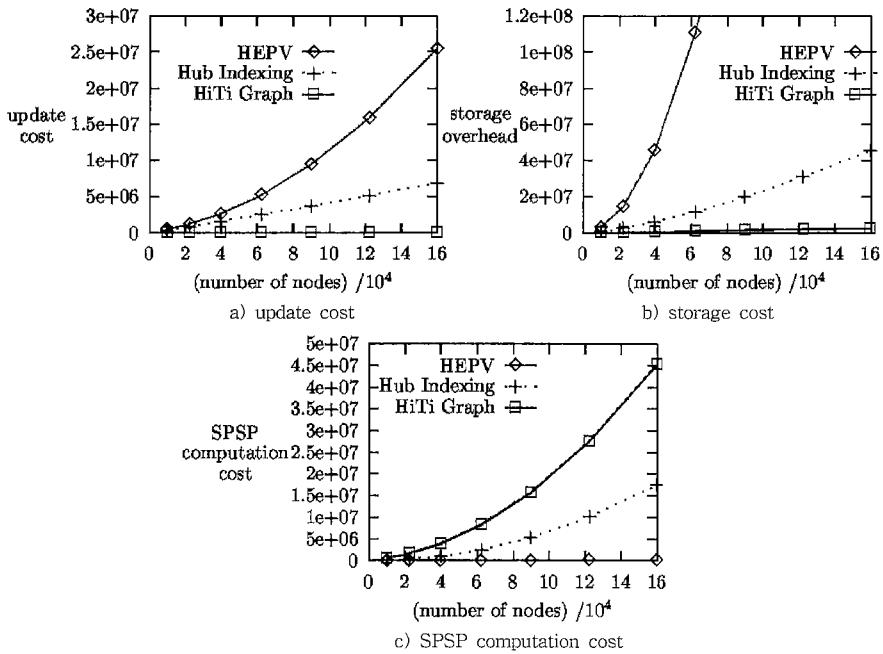 3e+07
2.5e+07
2e+07
1.5e+07
1e+07
5e+06
0
update
cost
HEPV
Hub Indexing
HiTi Graph
0 2 4 6 8 10 12 14 16
(number of nodes) /10^4
a) update cost
1.2e+08
1e+08
8e+07
6e+07
4e+07
2e+07
0
storage
overhead
HEPV
Hub Indexing
HiTi Graph
0 2 4 6 8 10 12 14 16
(number of nodes) /10^4
b) storage cost
5e+07
4.5e+07
4e+07
3.5e+07
3e+07
2.5e+07
2e+07
1.5e+07
1e+07
5e+06
0
SPSP
computation
cost
HEPV
Hub Indexing
HiTi Graph
0 2 4 6 8 10 12 14 16
(number of nodes) /10^4
c) SPSP computation cost